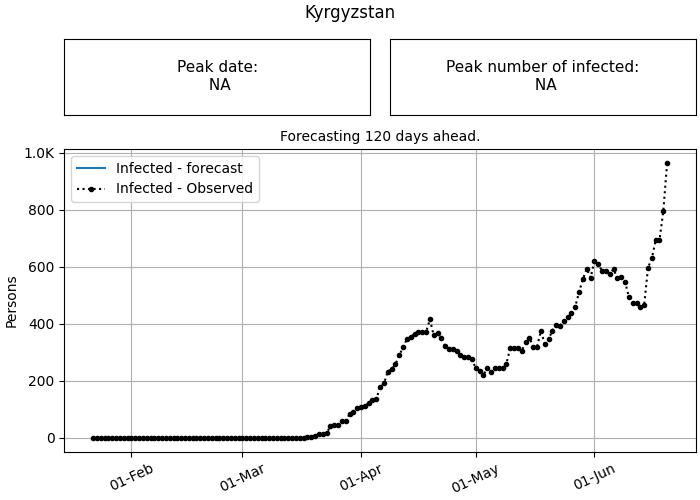 Kyrgyzstan
Peak date:
NA
Peak number of infected:
NA
Forecasting 120 days ahead.
Infected - forecast
Infected - Observed
Persons
1.0K
800
600
400
200
0
01-Feb
01-Mar
01-Apr
01-May
01-Jun